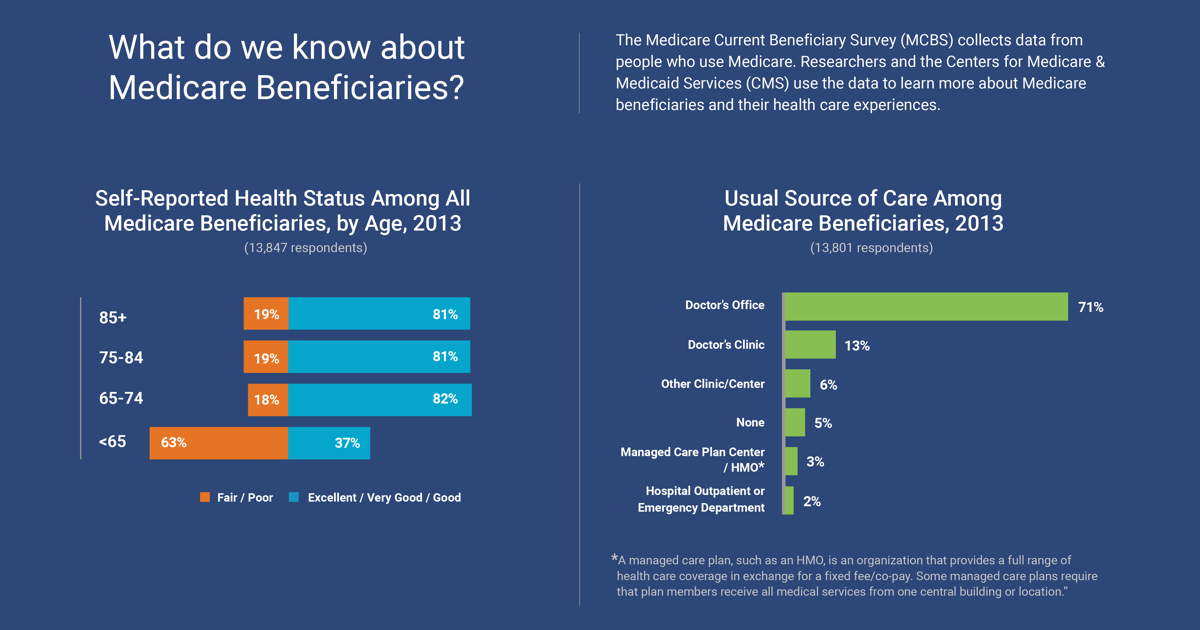 What do we know about
Medicare Beneficiaries?
The Medicare Current Beneficiary Survey (MCBS) collects data from
people who use Medicare. Researchers and the Centers for Medicare &
Medicaid Services (CMS) use the data to learn more about Medicare
beneficiaries and their health care experiences.
Self-Reported Health Status Among All
Medicare Beneficiaries, by Age, 2013
(13,847 respondents)
85+ 19% 81%
75-84 19% 81%
65-74 18% 82%
<65 63% 37%
Fair / Poor Excellent / Very Good / Good
Usual Source of Care Among
Medicare Beneficiaries, 2013
(13,801 respondents)
Doctor's Office 71%
Doctor's Clinic 13%
Other Clinic/Center 6%
None 5%
Managed Care Plan Center
/ HMO* 3%
Hospital Outpatient or
Emergency Department 2%
*A managed care plan, such as an HMO, is an organization that provides a full range of
health care coverage in exchange for a fixed fee/co-pay. Some managed care plans require
that plan members receive all medical services from one central building or location."